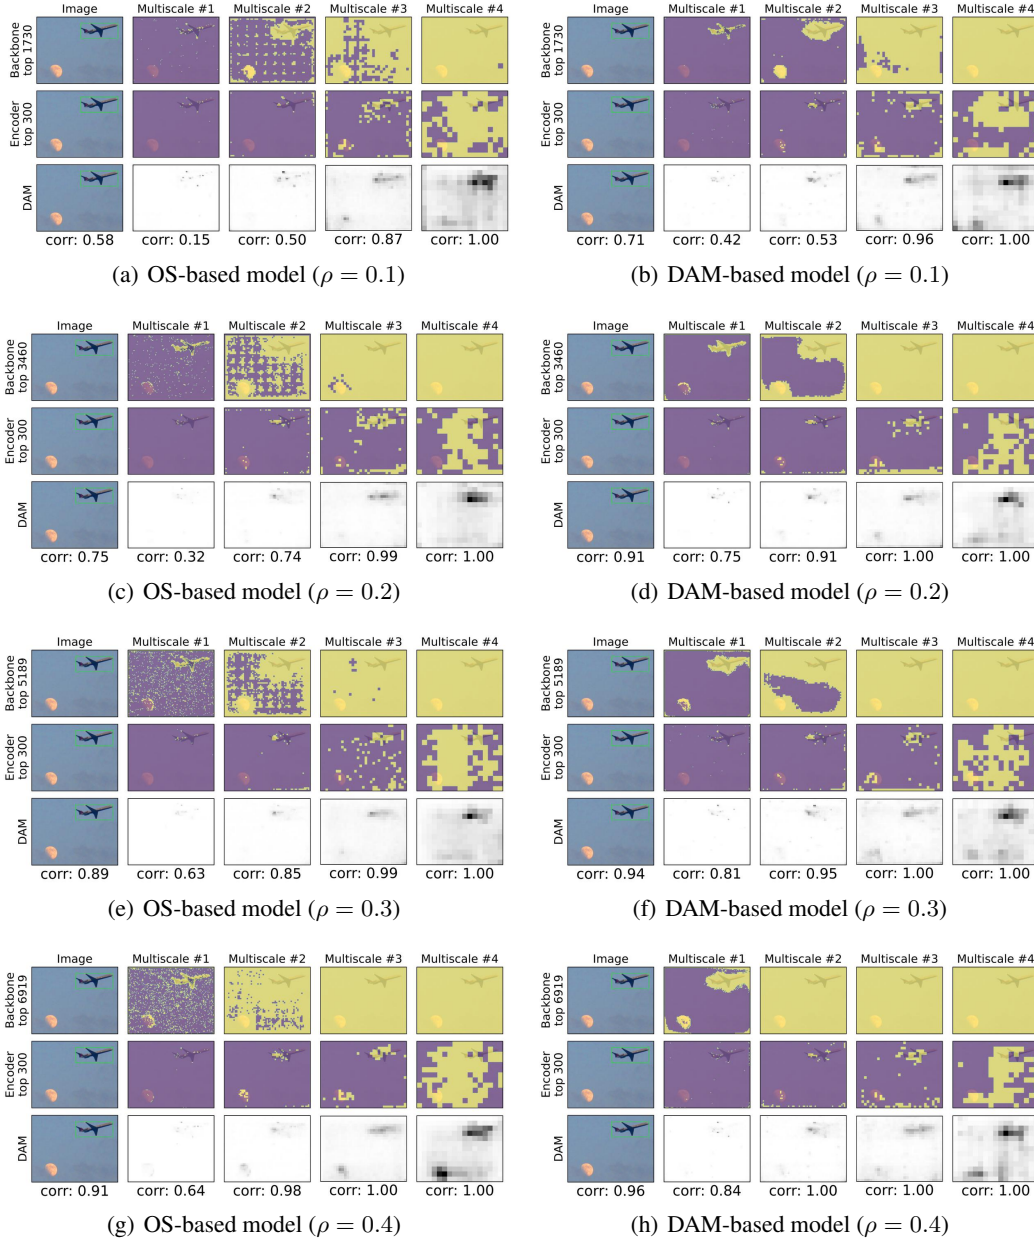 Image Multiscale #1 Multiscale #2 Multiscale #3 Multiscale #4
Backbone
top 1730
Encoder
top 300
DAM
corr: 0.58 corr: 0.15 corr: 0.50 corr: 0.87 corr: 1.00
(a) OS-based model (ρ = 0.1)
Image Multiscale #1 Multiscale #2 Multiscale #3 Multiscale #4
Backbone
top 1730
Encoder
top 300
DAM
corr: 0.71 corr: 0.42 corr: 0.53 corr: 0.96 corr: 1.00
(b) DAM-based model (ρ = 0.1)
Image Multiscale #1 Multiscale #2 Multiscale #3 Multiscale #4
Backbone
top 3460
Encoder
top 300
DAM
corr: 0.75 corr: 0.32 corr: 0.74 corr: 0.99 corr: 1.00
(c) OS-based model (ρ = 0.2)
Image Multiscale #1 Multiscale #2 Multiscale #3 Multiscale #4
Backbone
top 3460
Encoder
top 300
DAM
corr: 0.91 corr: 0.75 corr: 0.91 corr: 1.00 corr: 1.00
(d) DAM-based model (ρ = 0.2)
Image Multiscale #1 Multiscale #2 Multiscale #3 Multiscale #4
Backbone
top 5189
Encoder
top 300
DAM
corr: 0.89 corr: 0.63 corr: 0.85 corr: 0.99 corr: 1.00
(e) OS-based model (ρ = 0.3)
Image Multiscale #1 Multiscale #2 Multiscale #3 Multiscale #4
Backbone
top 5189
Encoder
top 300
DAM
corr: 0.94 corr: 0.81 corr: 0.95 corr: 1.00 corr: 1.00
(f) DAM-based model (ρ = 0.3)
Image Multiscale #1 Multiscale #2 Multiscale #3 Multiscale #4
Backbone
top 6919
Encoder
top 300
DAM
corr: 0.91 corr: 0.64 corr: 0.98 corr: 1.00 corr: 1.00
(g) OS-based model (ρ = 0.4)
Image Multiscale #1 Multiscale #2 Multiscale #3 Multiscale #4
Backbone
top 6919
Encoder
top 300
DAM
corr: 0.96 corr: 0.84 corr: 1.00 corr: 1.00 corr: 1.00
(h) DAM-based model (ρ = 0.4)